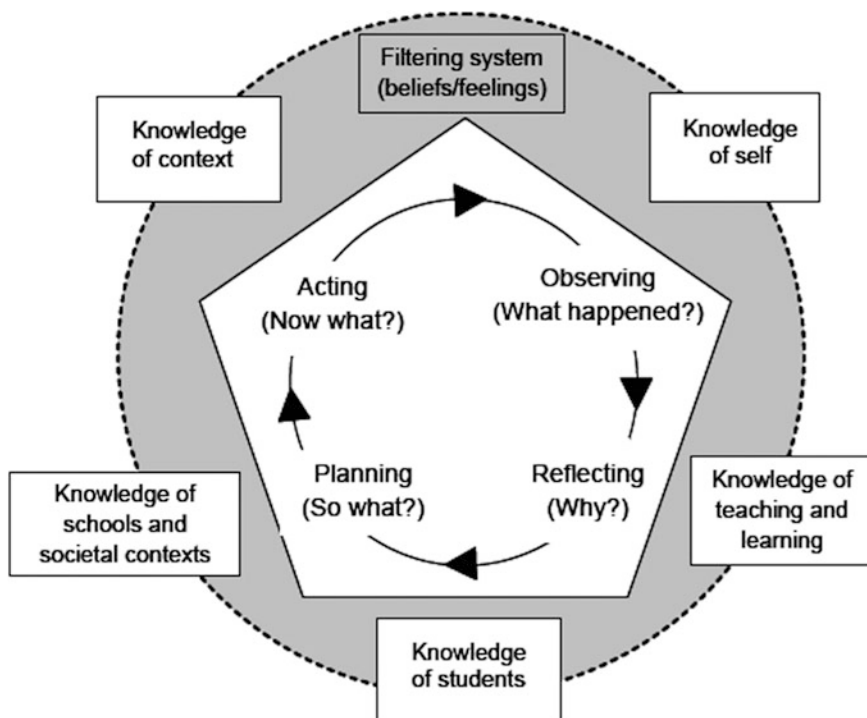 Filtering system
(beliefs/feelings)
Knowledge
of context
Knowledge
of self
Acting
(Now what?)
Observing
(What happened?)
Planning
(So what?)
Reflecting
(Why?)
Knowledge of
schools and
societal contexts
Knowledge of
teaching and
learning
Knowledge
of students